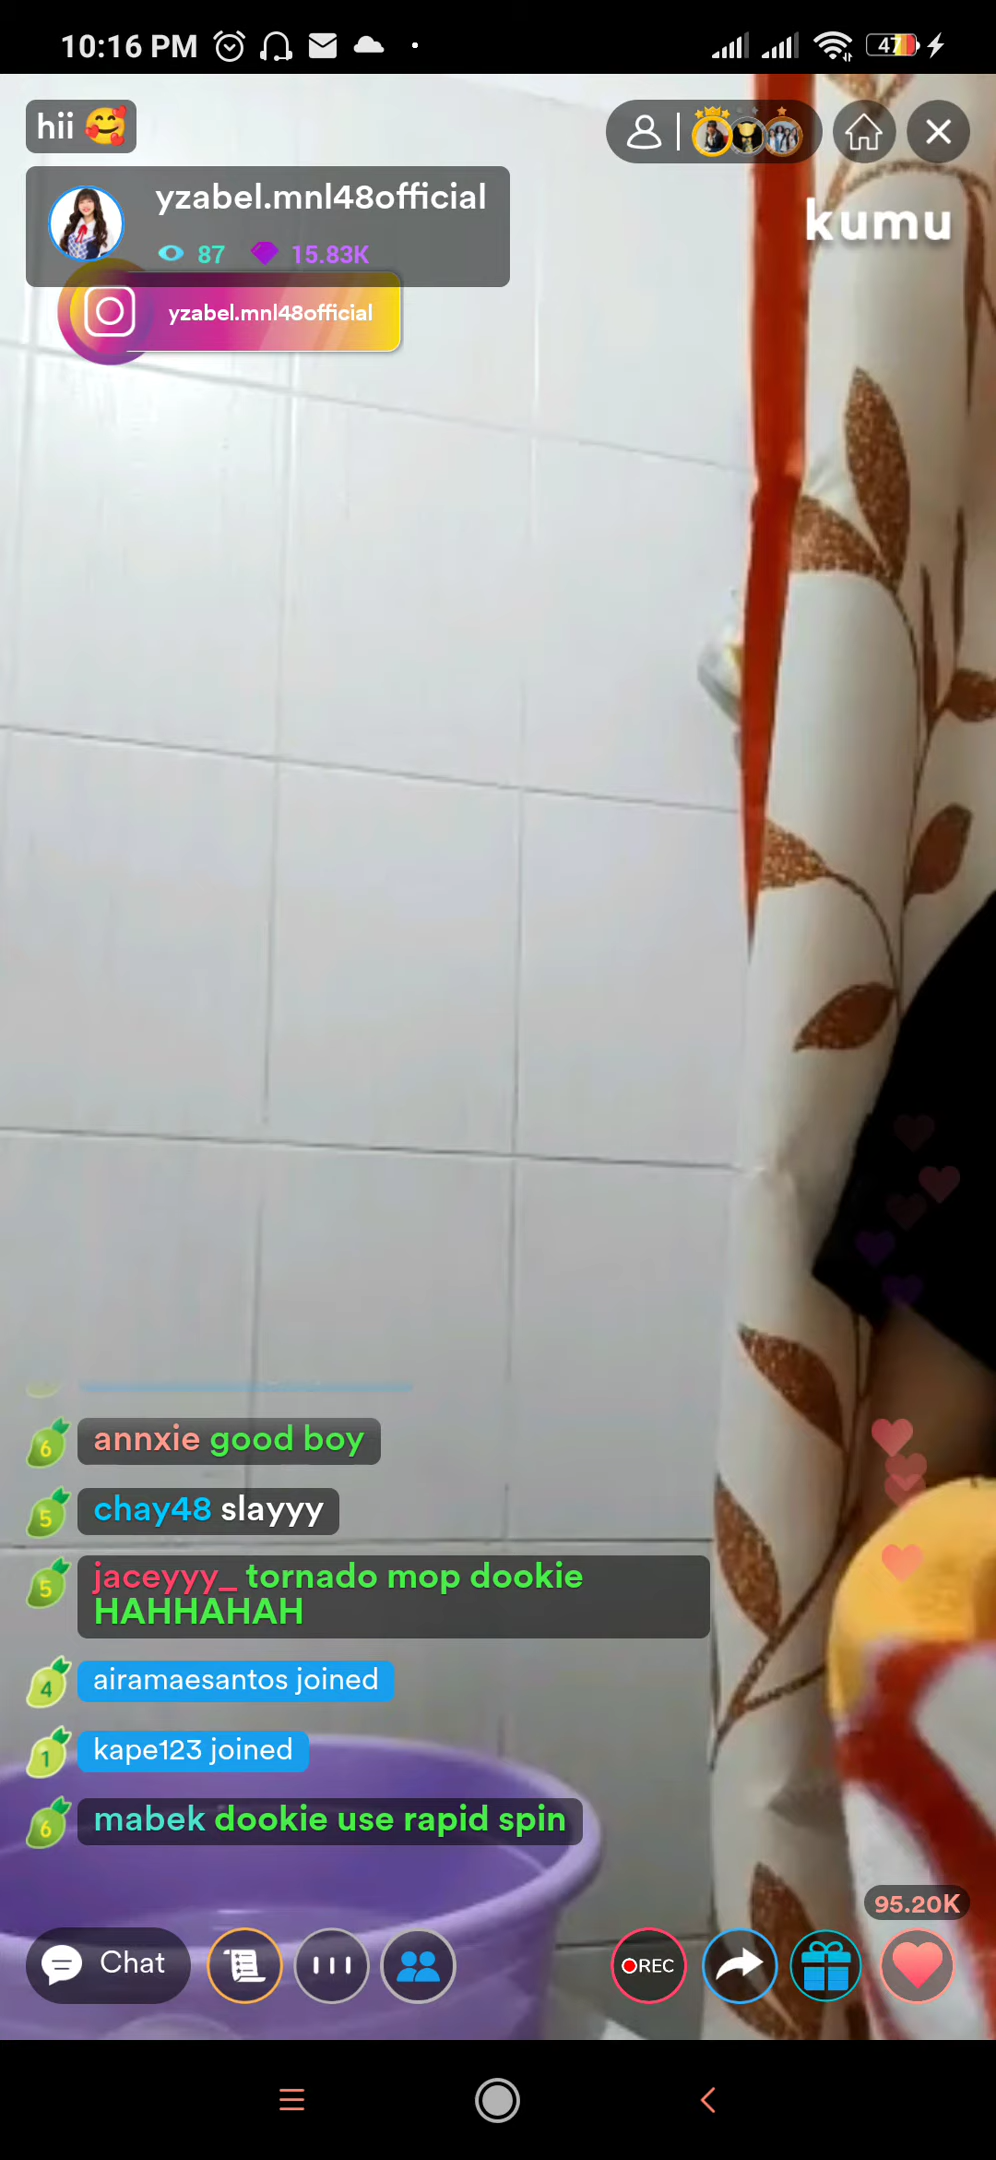 10:16 PM
47
hii 🥰
yzabel.mnl48official
87 15.83K
kumu
yzabel.mnl48official
6 annxie good boy
5 chay48 slayyy
5 jaceyyy_ tornado mop dookie
HAHHAHAH
4 airamaesantos joined
1 kape123 joined
6 mabek dookie use rapid spin
95.20K
Chat
REC